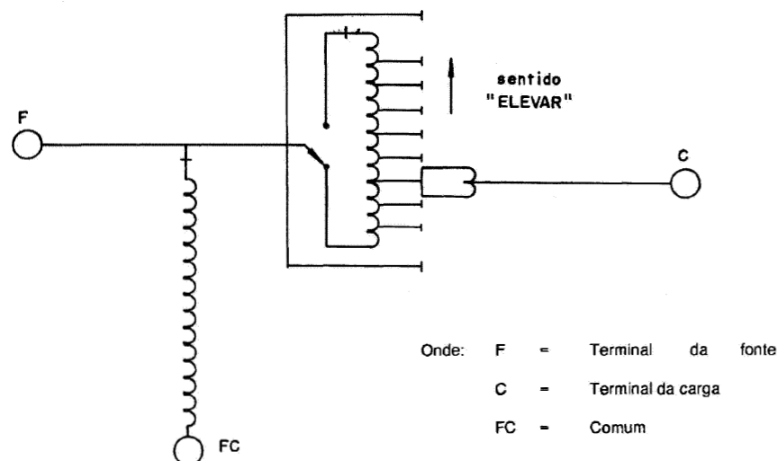 sentido
"ELEVAR"
F
C
FC
Onde: F = Terminal da fonte
C = Terminal da carga
FC = Comum